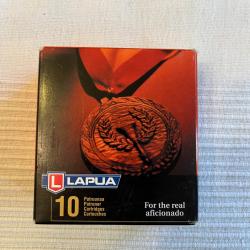 L LAPUA
10
Patruunaa
Patroner
Cartridges
Cartouches
For the real
aficionado